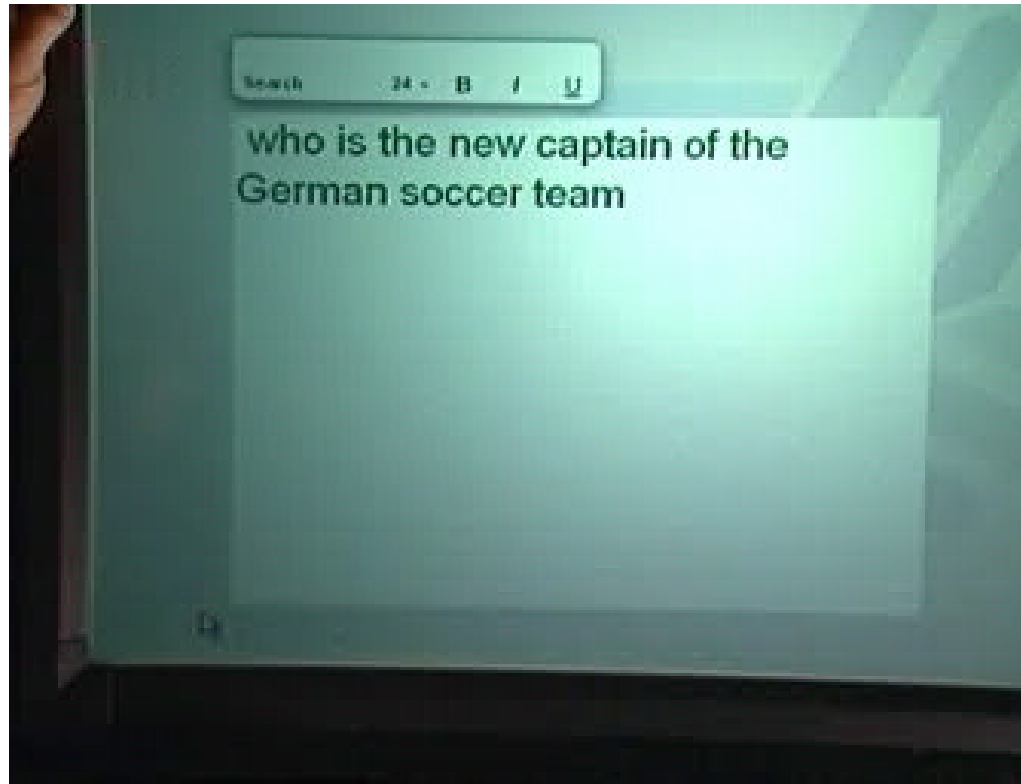 Search 24 B I U
who is the new captain of the
German soccer team